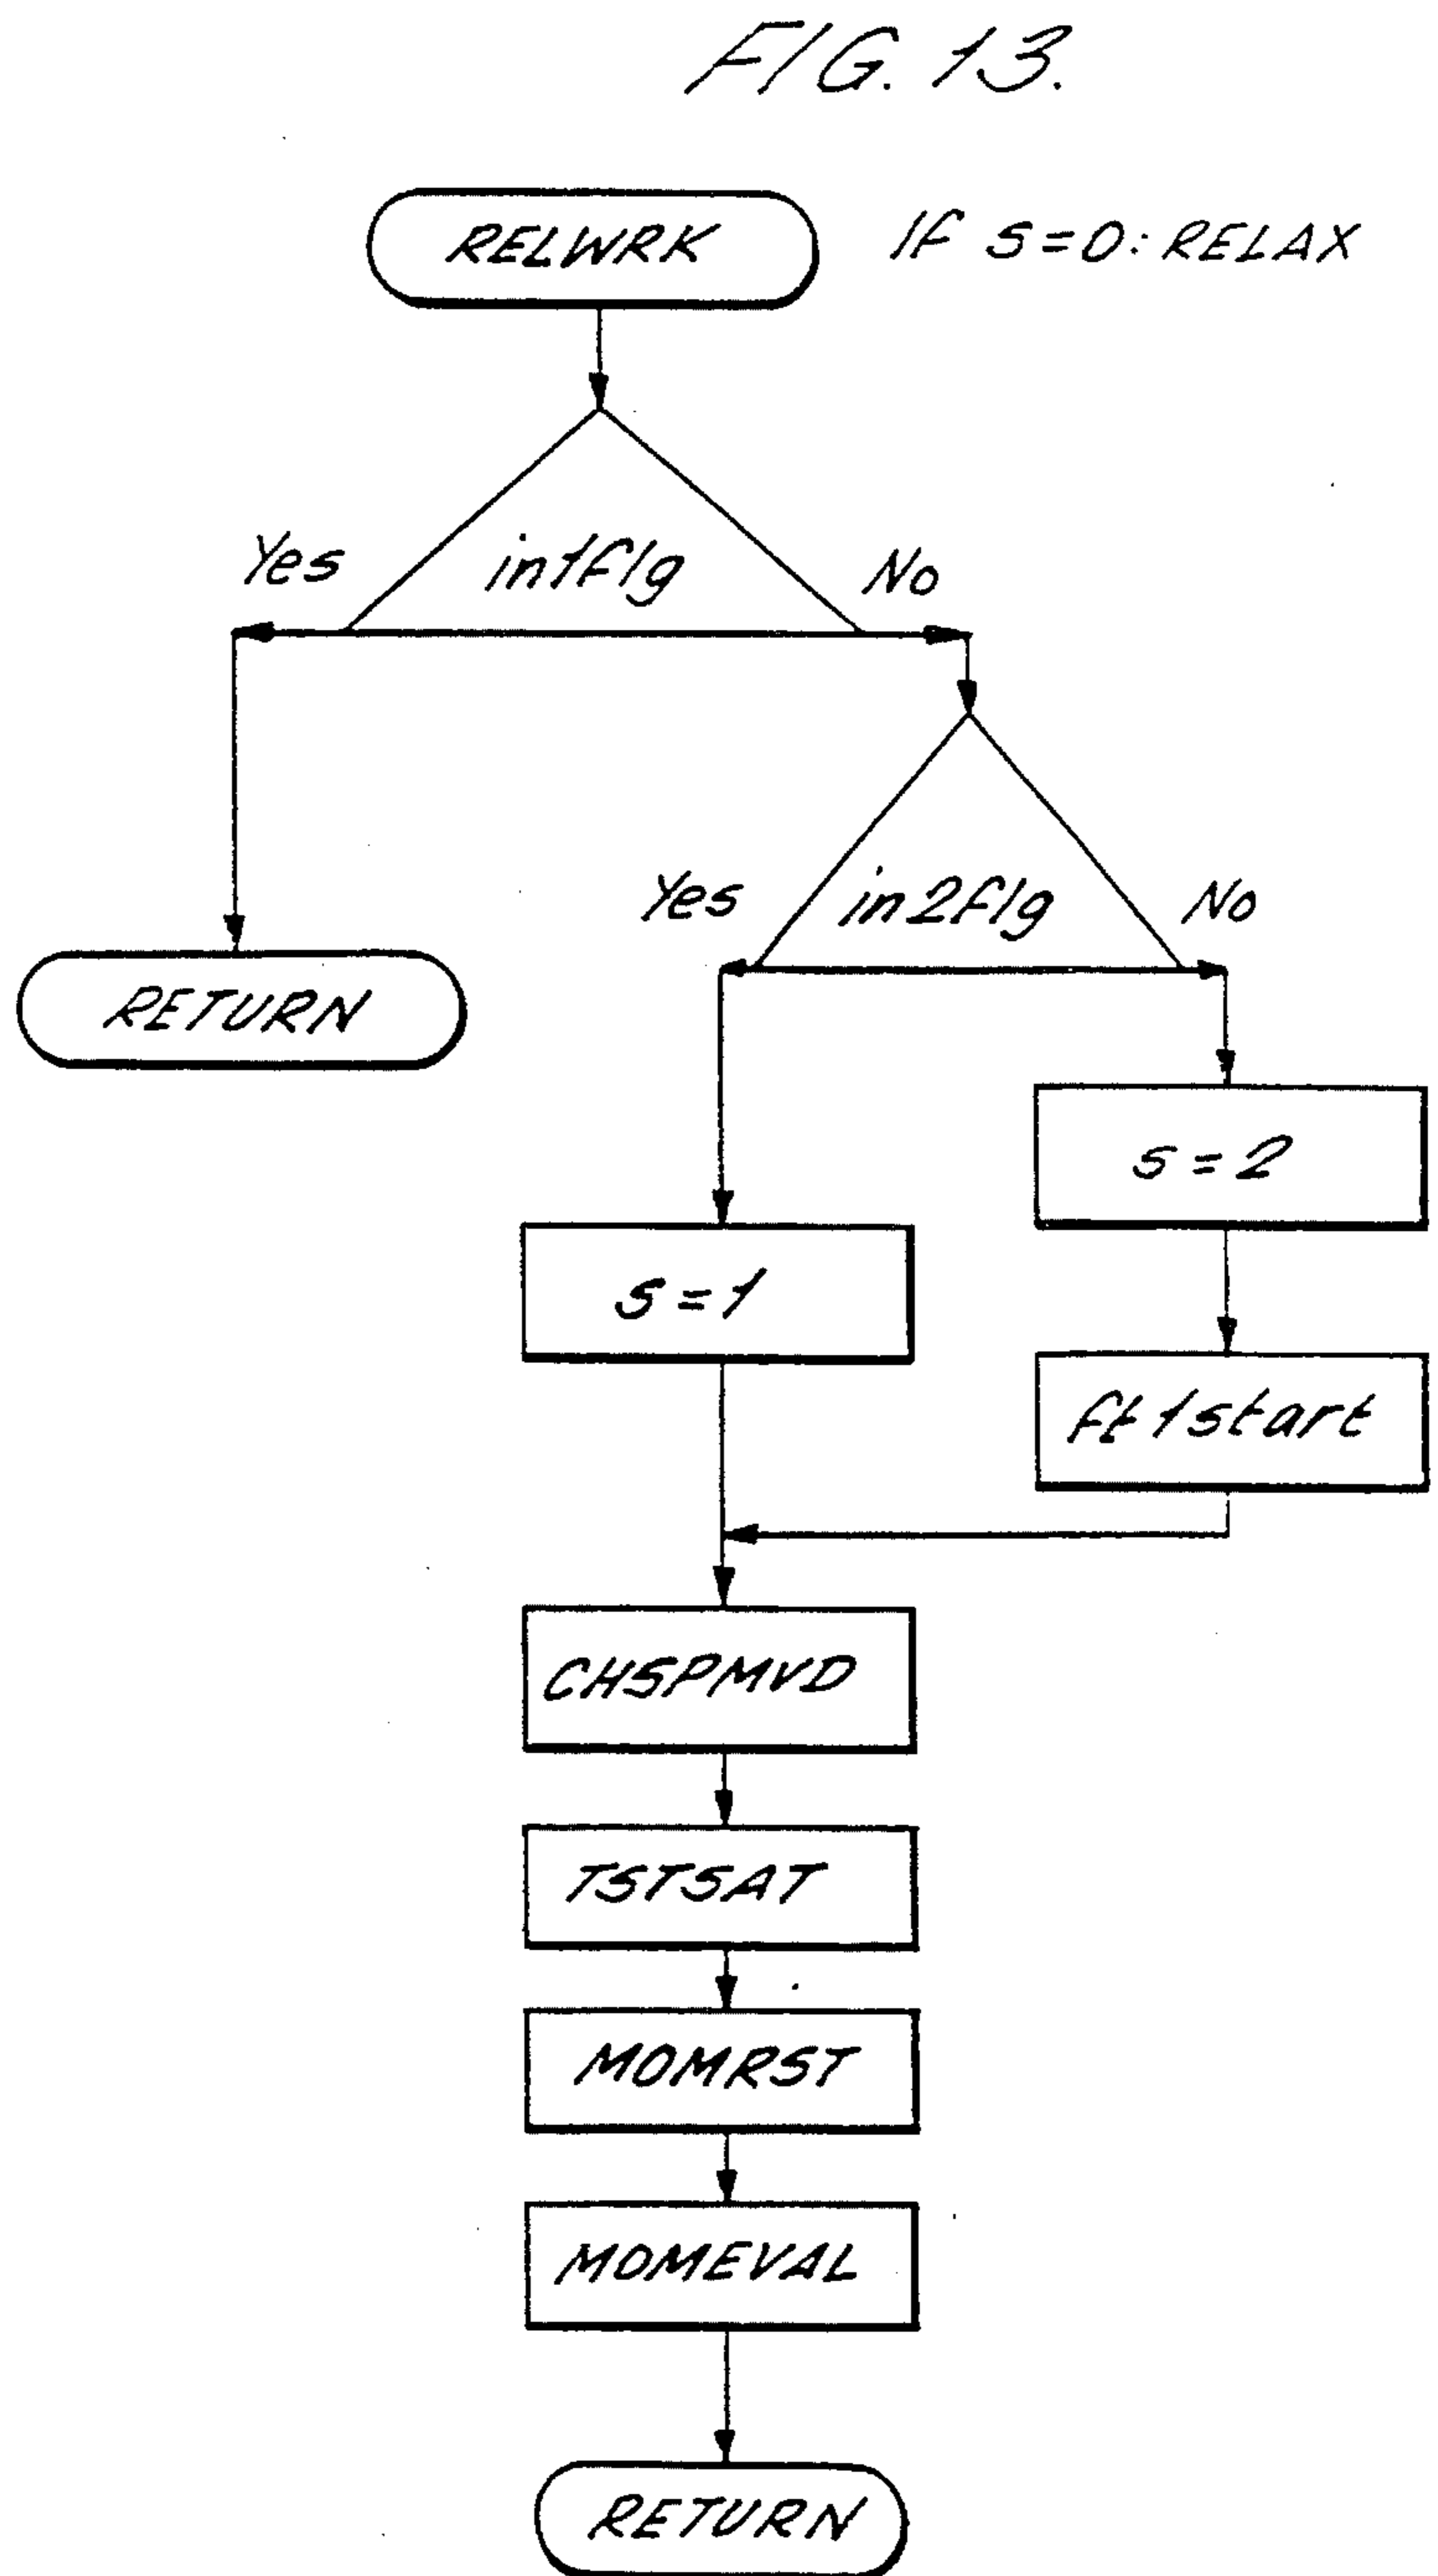 FIG. 13.
RELWRK
If s=0: RELAX
Yes
in1flg
No
RETURN
Yes
in2flg
No
s=2
s=1
ft1start
CHSPMVD
TSTSAT
MOMRST
MOMEVAL
RETURN